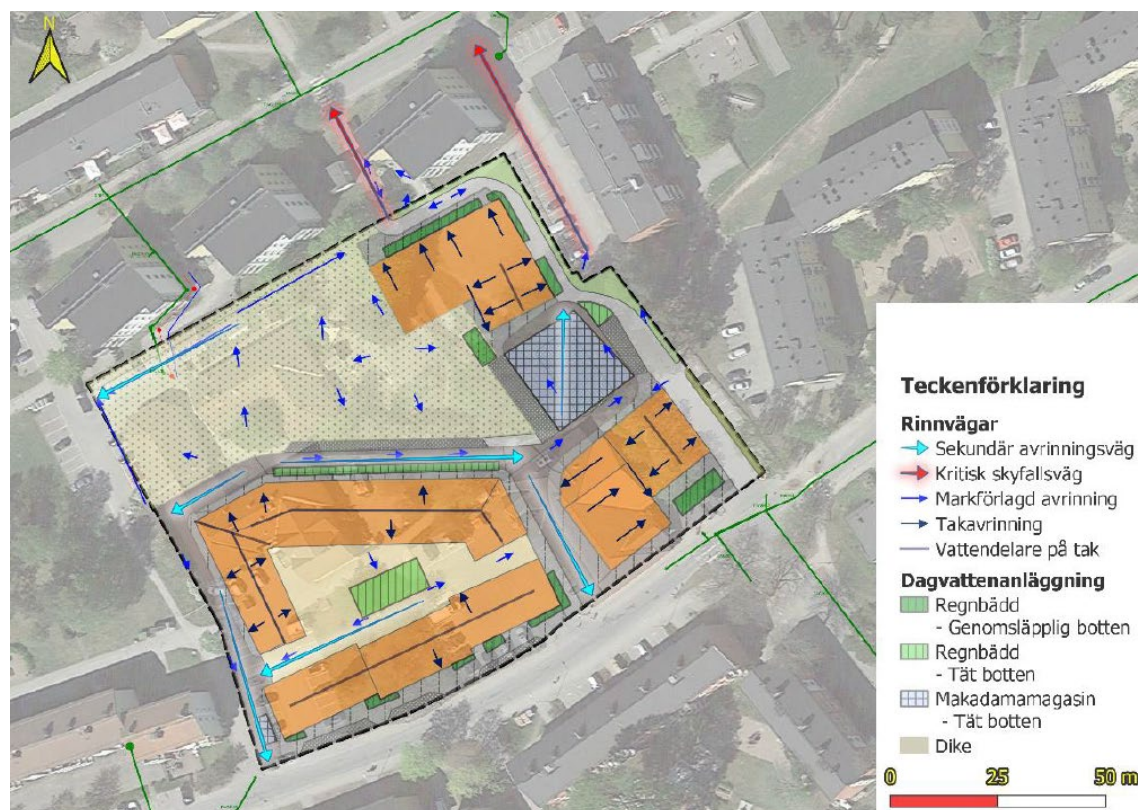 N
Teckenförklaring
Rinnvägar
Sekundär avrinningsväg
Kritisk skyfallsväg
Markförlagd avrinning
Takavrinning
Vattendelare på tak
Dagvattenanläggning
Regnbädd
- Genomsläpplig botten
Regnbädd
- Tät botten
Makadamamagasin
- Tät botten
Dike
0 25 50 m